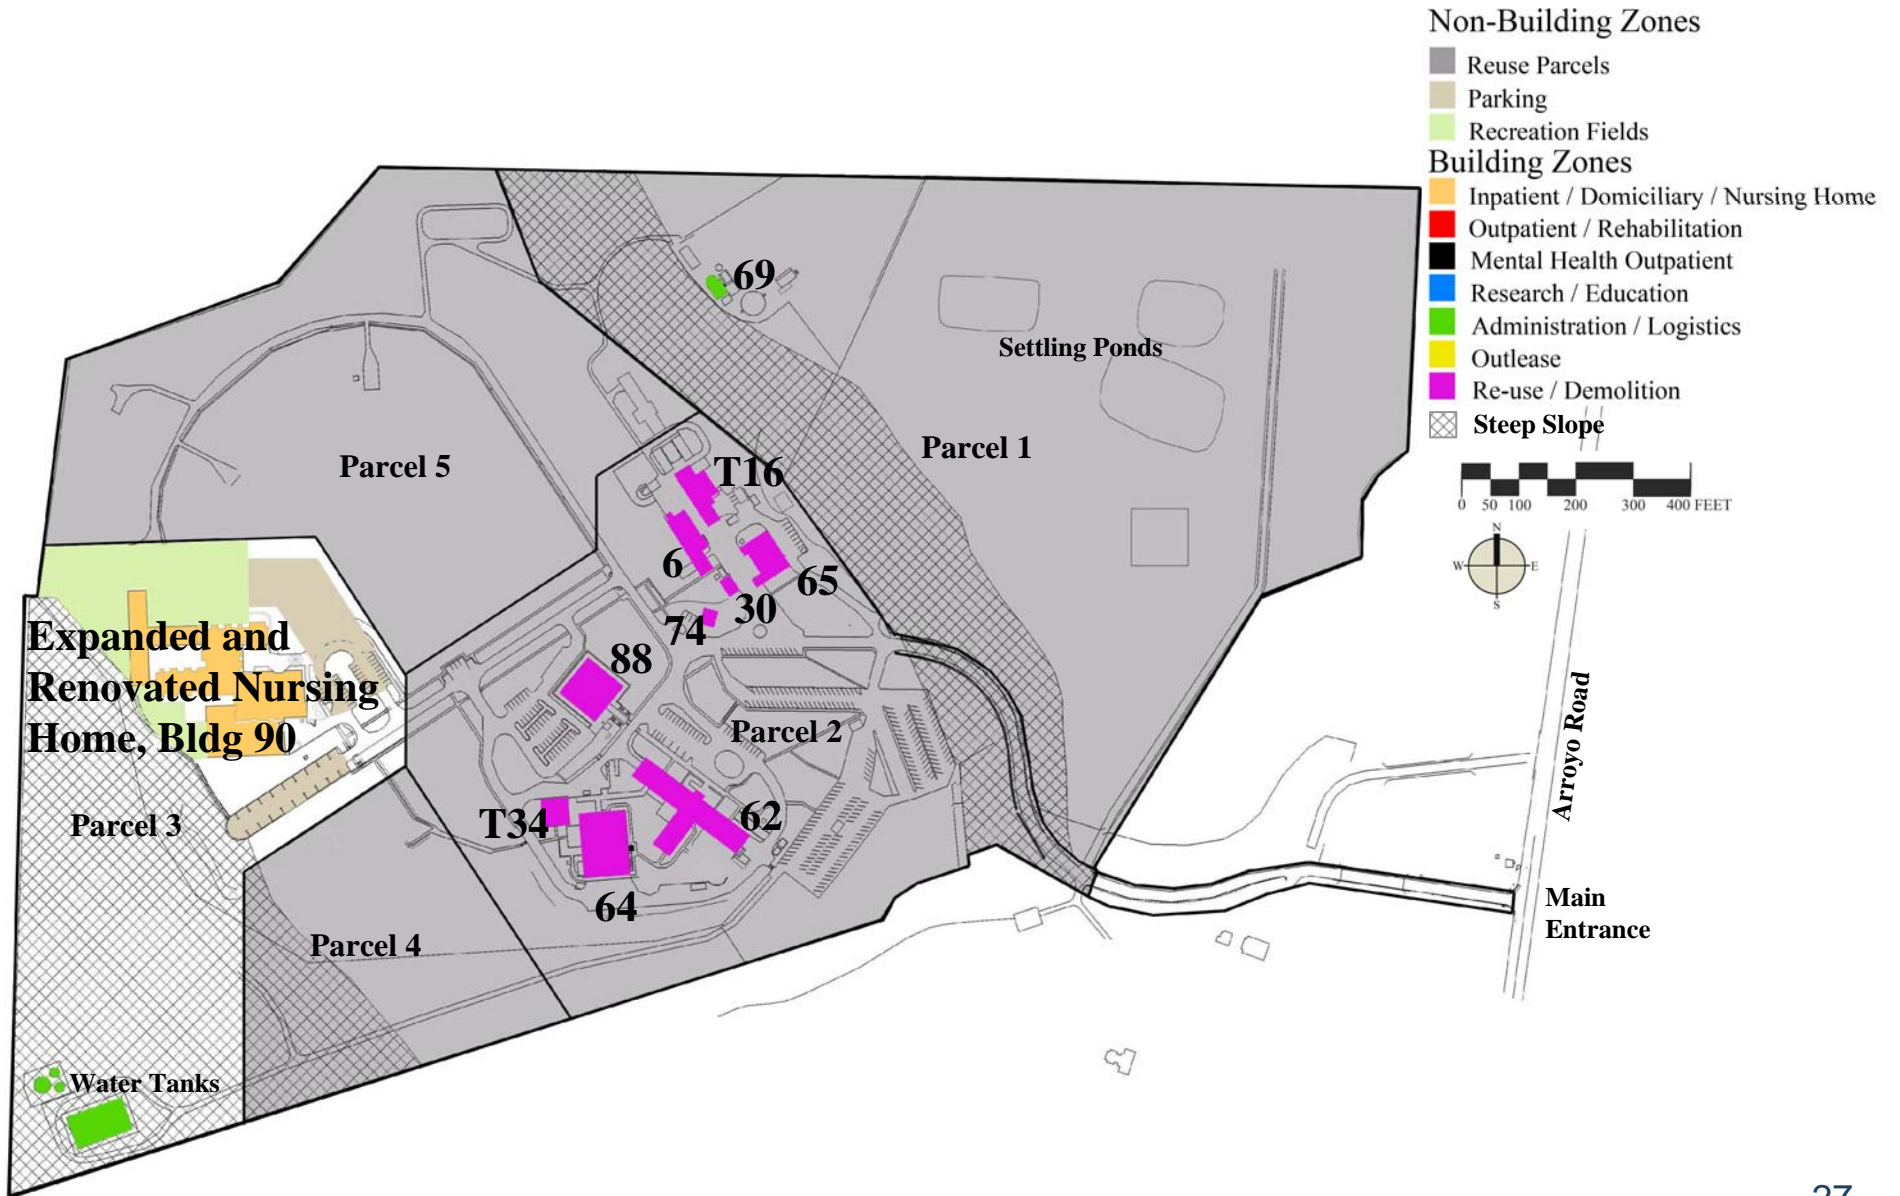 Non-Building Zones
Reuse Parcels
Parking
Recreation Fields
Building Zones
Inpatient / Domiciliary / Nursing Home
Outpatient / Rehabilitation
Mental Health Outpatient
Research / Education
Administration / Logistics
Outlease
Re-use / Demolition
Steep Slope
0 50 100 200 300 400 FEET
N
W E
S
69
Settling Ponds
Parcel 1
Parcel 5
T16
6
65
30
74
88
Expanded and
Renovated Nursing
Home, Bldg 90
Parcel 2
Arroyo Road
Parcel 3
T34
62
64
Main
Entrance
Parcel 4
Water Tanks
27